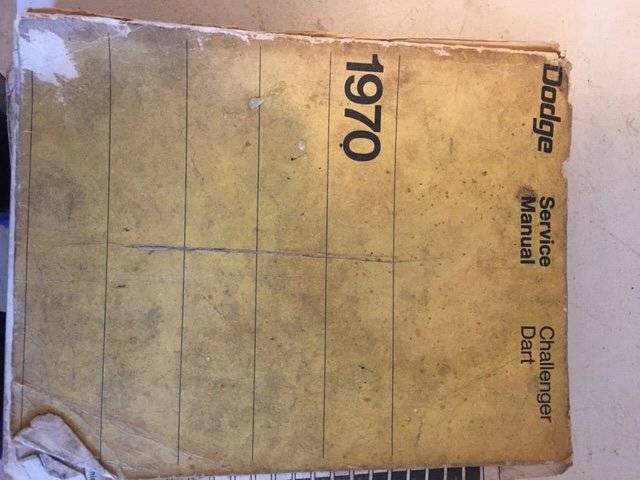 Dodge
Service
Manual
Challenger
Dart
1970